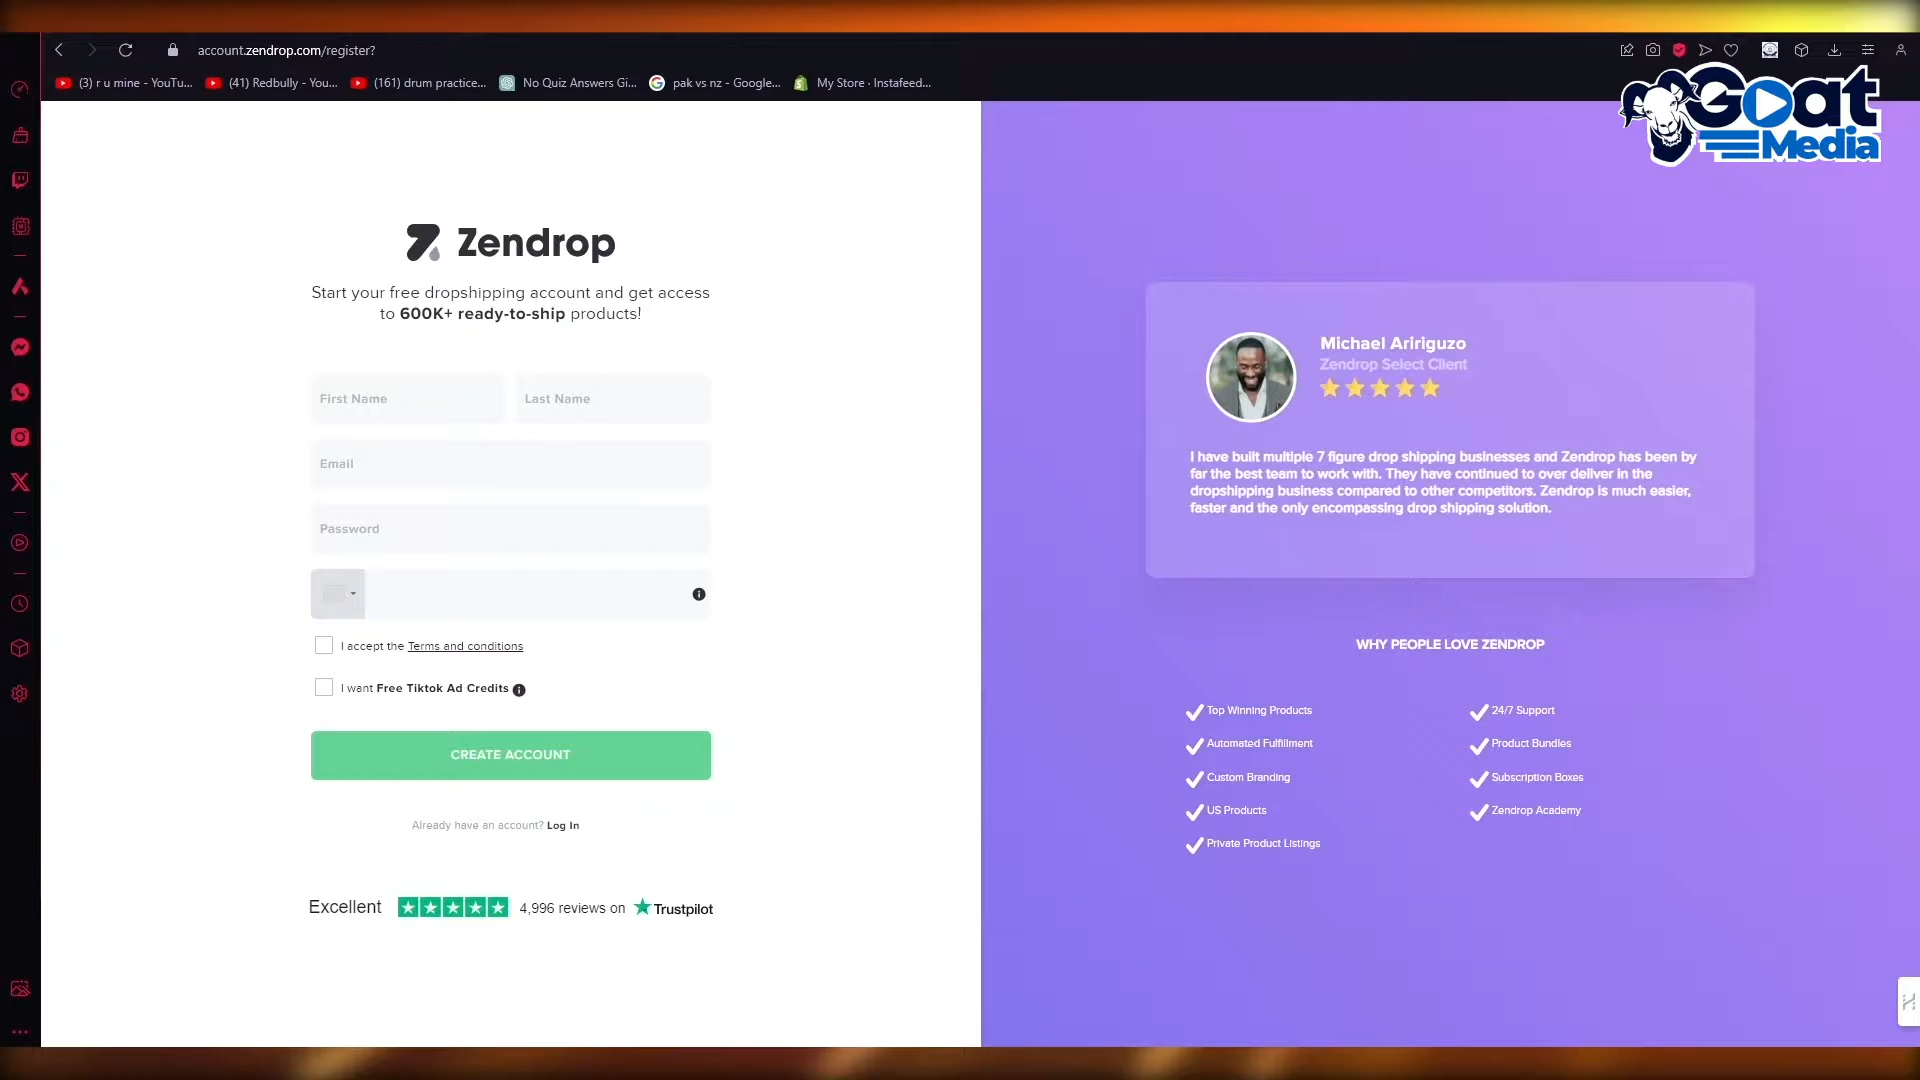 account.zendrop.com/register?
(3) r u mine - YouTu...
(41) Redbully - You...
(161) drum practice...
No Quiz Answers Gi...
pak vs nz - Google...
My Store · Instafeed...
Goat
Media
Zendrop
Start your free dropshipping account and get access
to 600K+ ready-to-ship products!
First Name
Last Name
Email
Password
I accept the Terms and conditions
I want Free Tiktok Ad Credits
CREATE ACCOUNT
Already have an account? Log In
Excellent
4,996 reviews on
Trustpilot
Michael Aririguzo
Zendrop Select Client
I have built multiple 7 figure drop shipping businesses and Zendrop has been by
far the best team to work with. They have continued to over deliver in the
dropshipping business compared to other competitors. Zendrop is much easier,
faster and the only encompassing drop shipping solution.
WHY PEOPLE LOVE ZENDROP
Top Winning Products
24/7 Support
Automated Fulfillment
Product Bundles
Custom Branding
Subscription Boxes
US Products
Zendrop Academy
Private Product Listings